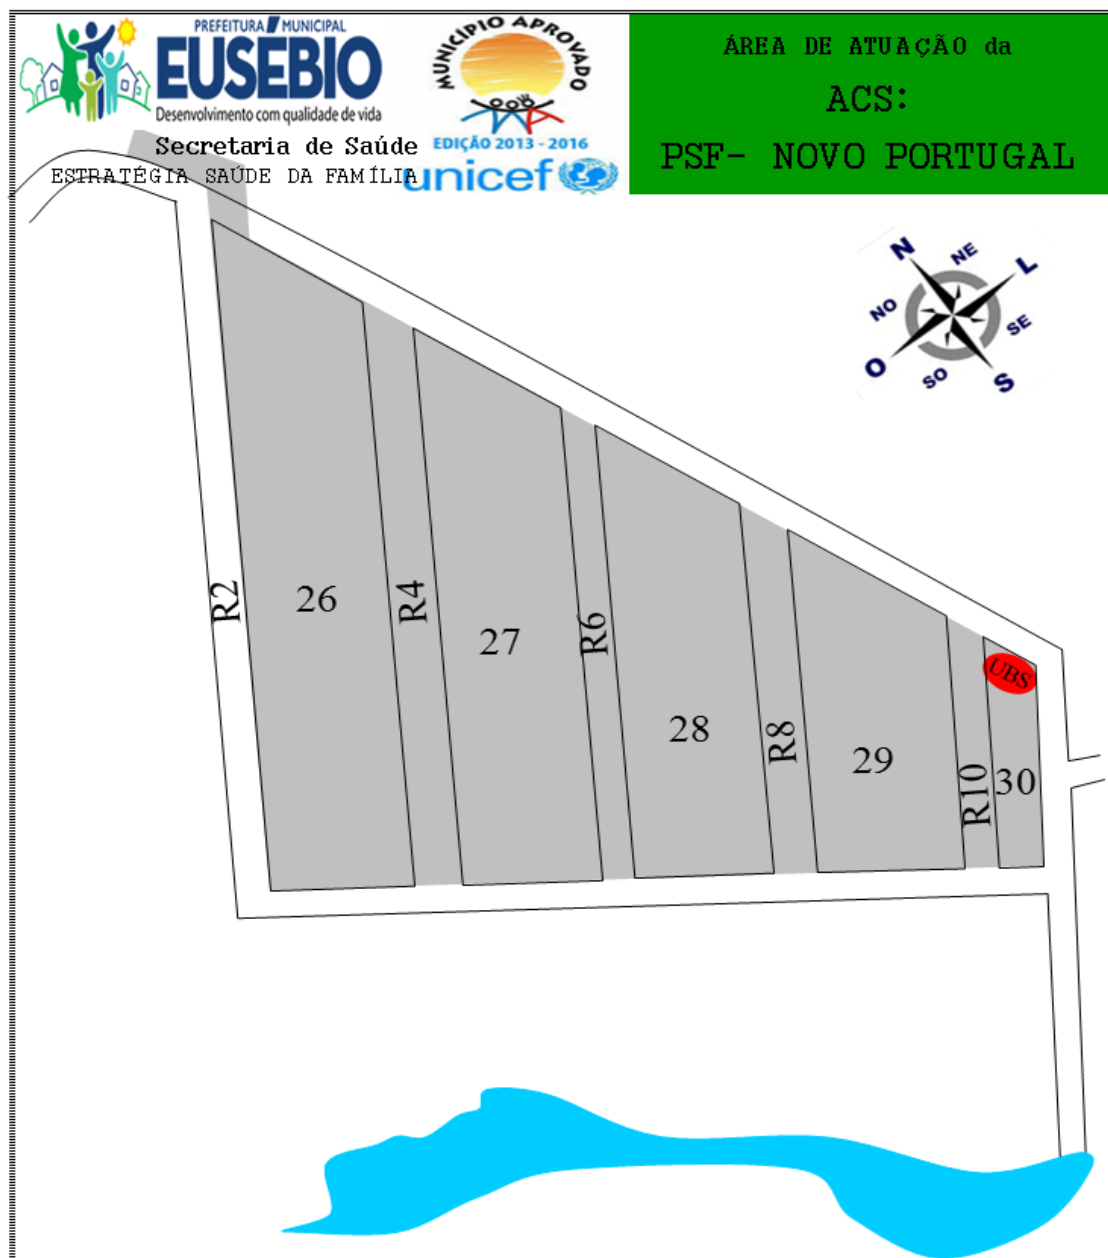 PREFEITURA MUNICIPAL
EUSÉBIO
Desenvolvimento com qualidade de vida
MUNICÍPIO APROVADO
EDIÇÃO 2013 - 2016
unicef
Secretaria de Saúde
ESTRATÉGIA SAÚDE DA FAMÍLIA
ÁREA DE ATUAÇÃO da
ACS:
PSF- NOVO PORTUGAL
N
NE
L
NO
SE
O
SO
S
R2
26
R4
27
R6
28
R8
29
R10
30
UBS